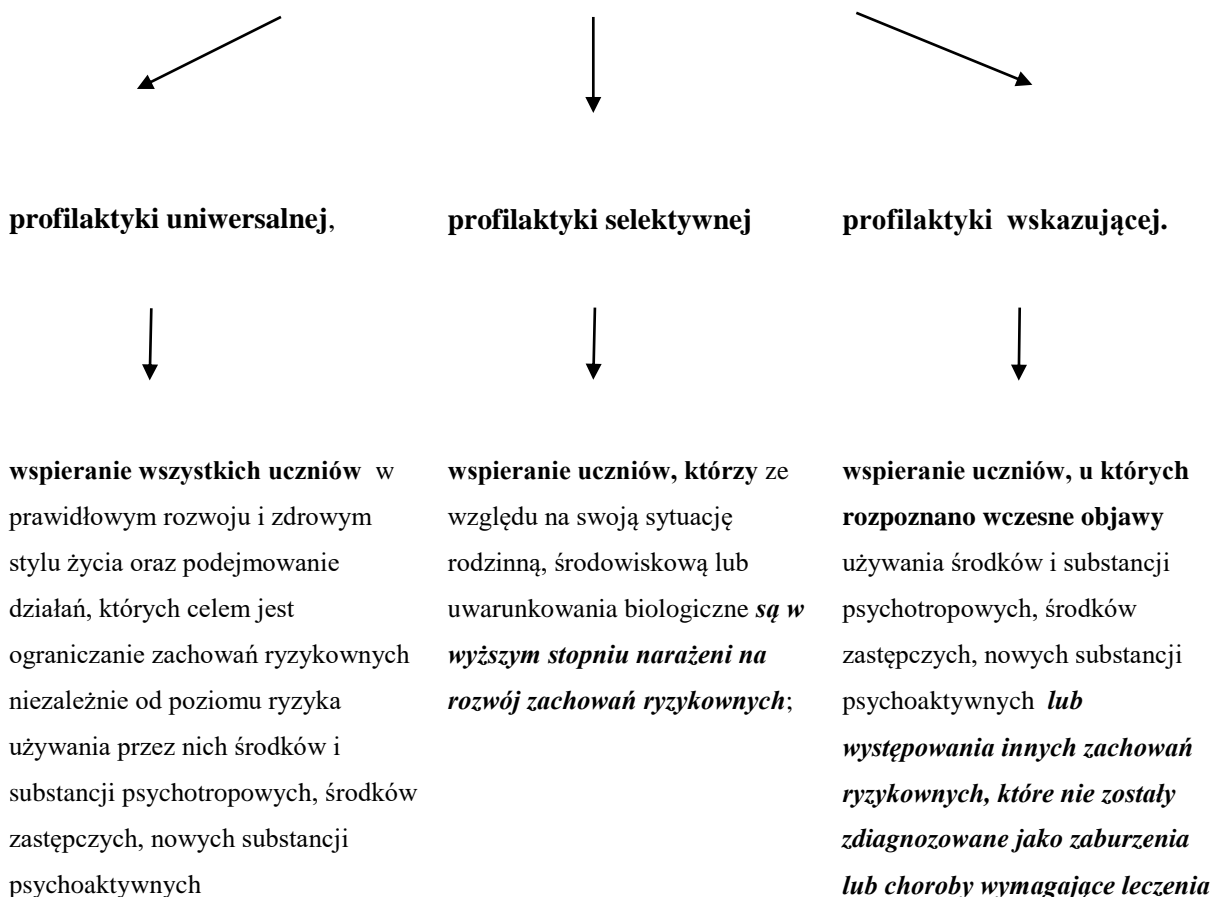 profilaktyki uniwersalnej,
profilaktyki selektywnej
profilaktyki wskazującej.
wspieranie wszystkich uczniów w
prawidłowym rozwoju i zdrowym
stylu życia oraz podejmowanie
działań, których celem jest
ograniczanie zachowań ryzykownych
niezależnie od poziomu ryzyka
używania przez nich środków i
substancji psychotropowych, środków
zastępczych, nowych substancji
psychoaktywnych
wspieranie uczniów, którzy ze
względu na swoją sytuację
rodzinną, środowiskową lub
uwarunkowania biologiczne są w
wyższym stopniu narażeni na
rozwój zachowań ryzykownych;
wspieranie uczniów, u których
rozpoznano wczesne objawy
używania środków i substancji
psychotropowych, środków
zastępczych, nowych substancji
psychoaktywnych lub
występowania innych zachowań
ryzykownych, które nie zostały
zdiagnozowane jako zaburzenia
lub choroby wymagające leczenia